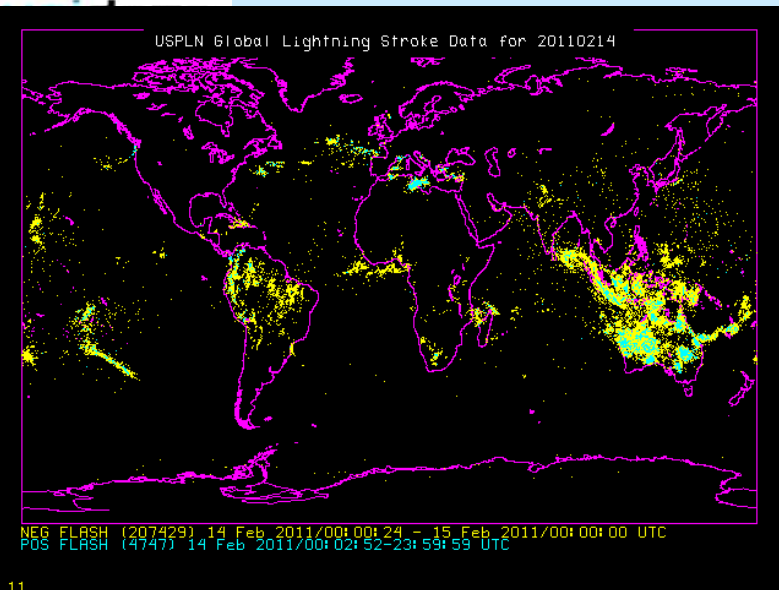 USPLN Global Lightning Stroke Data for 20110214
NEG FLASH (207429) 14 Feb 2011/00:00:24 - 15 Feb 2011/00:00:00 UTC
POS FLASH (4747) 14 Feb 2011/00:02:52-23:59:59 UTC
11